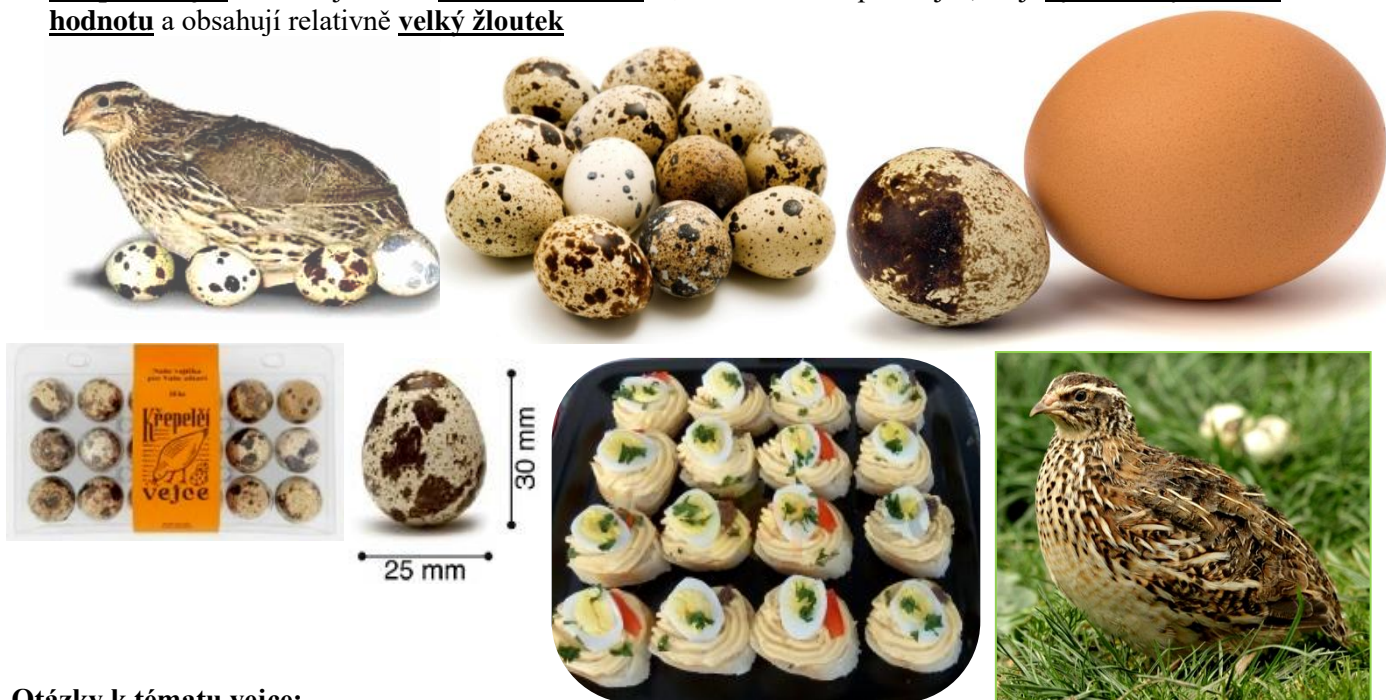 hodnotu a obsahují relativně velký žloutek
Křepelčí
vejce
30 mm
25 mm
Otázky k tématu vejce: